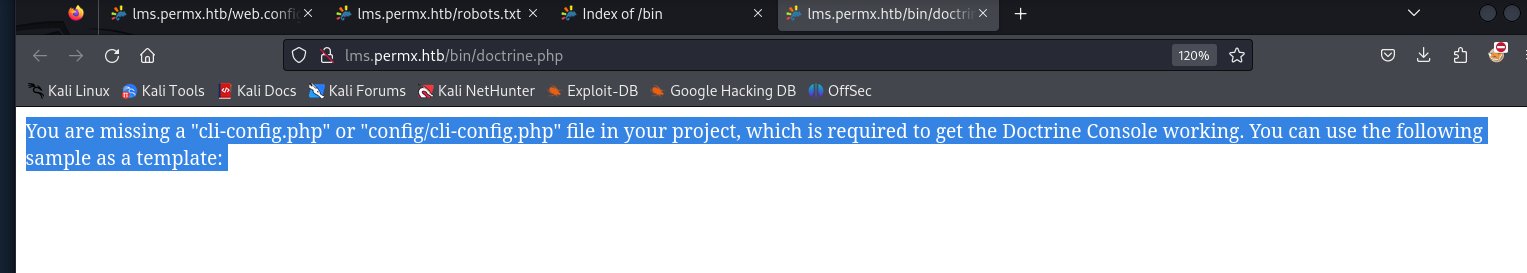 lms.permx.htb/web.confi
lms.permx.htb/robots.txt
Index of /bin
lms.permx.htb/bin/doctrin
lms.permx.htb/bin/doctrine.php
120%
Kali Linux
Kali Tools
Kali Docs
Kali Forums
Kali NetHunter
Exploit-DB
Google Hacking DB
OffSec
You are missing a "cli-config.php" or "config/cli-config.php" file in your project, which is required to get the Doctrine Console working. You can use the following
sample as a template: